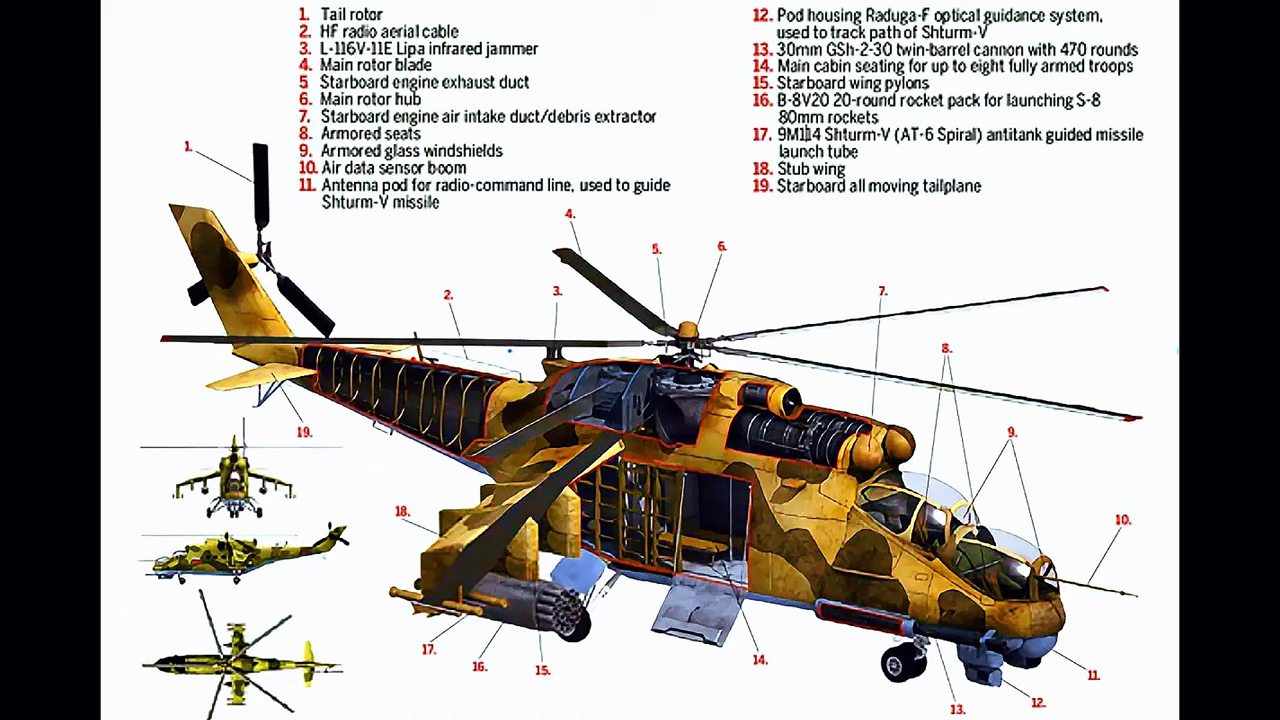 1. Tail rotor
2. HF radio aerial cable
3. L-116V-11E Lipa infrared jammer
4. Main rotor blade
5 Starboard engine exhaust duct
6. Main rotor hub
7. Starboard engine air intake duct/debris extractor
8. Armored seats
9. Armored glass windshields
10. Air data sensor boom
11. Antenna pod for radio-command line, used to guide
Shturm-V missile
12. Pod housing Raduga-F optical guidance system,
used to track path of Shturm-V
13. 30mm GSh-2-30 twin-barrel cannon with 470 rounds
14. Main cabin seating for up to eight fully armed troops
15. Starboard wing pylons
16. B-8V20 20-round rocket pack for launching S-8
80mm rockets
17. 9M114 Shturm-V (AT-6 Spiral) antitank guided missile
launch tube
18. Stub wing
19. Starboard all moving tailplane
1.
4.
5.
6.
2.
3.
7.
8.
19.
9.
18.
10.
17.
16.
15.
14.
11.
12.
13.